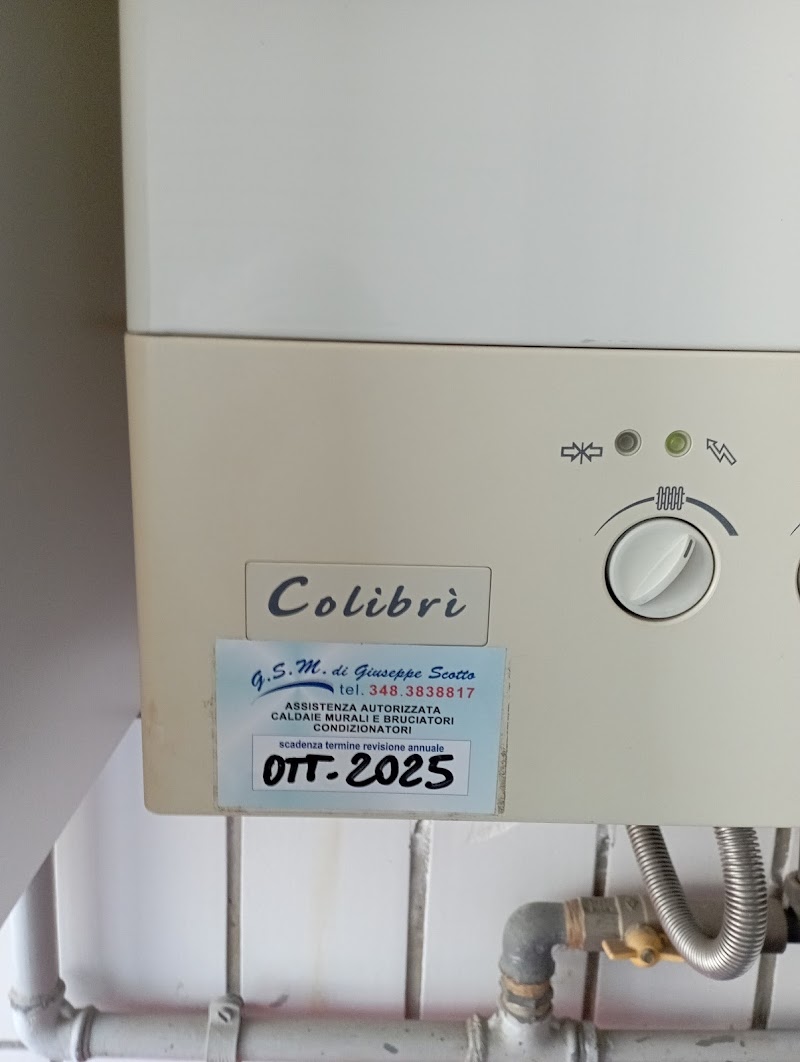 Colibrì
G.S.M. di Giuseppe Scotto
tel. 348.3838817
ASSISTENZA AUTORIZZATA
CALDAIE MURALI E BRUCIATORI
CONDIZIONATORI
scadenza termine revisione annuale
OTT. 2025